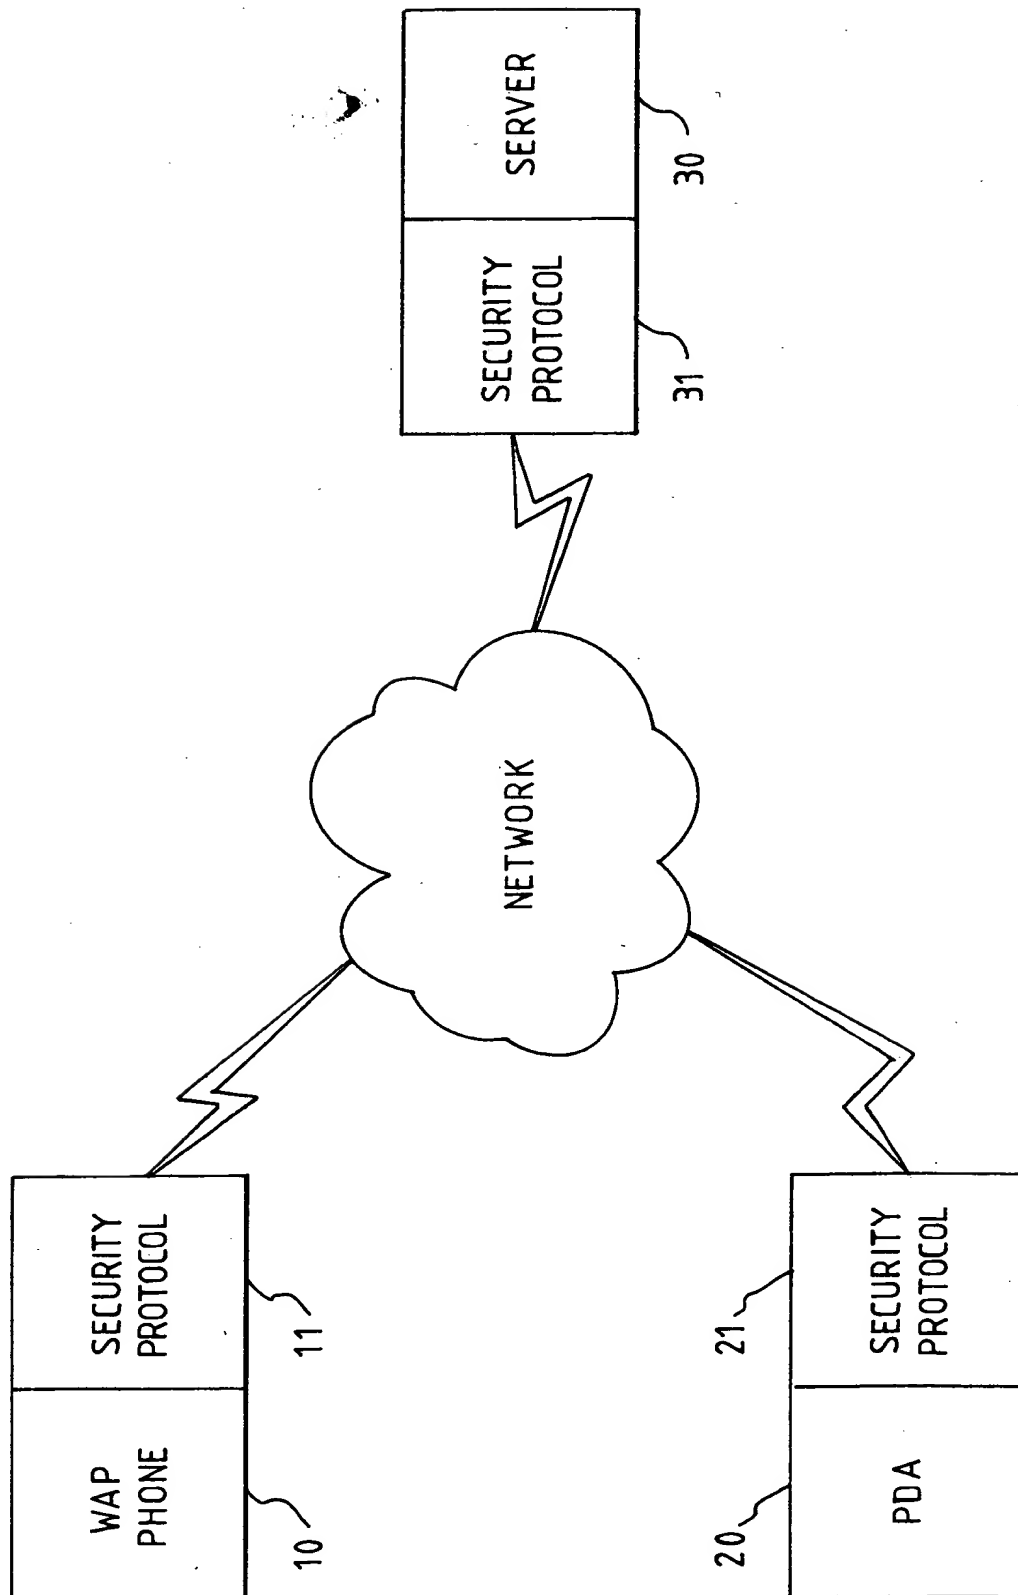 WAP
PHONE
SECURITY
PROTOCOL
10
11
NETWORK
SECURITY
PROTOCOL
SERVER
31
30
20
21
PDA
SECURITY
PROTOCOL